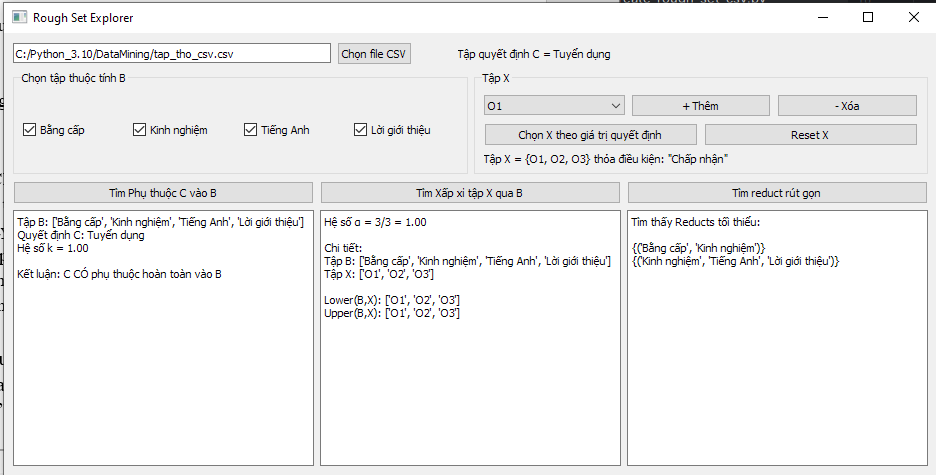 Rough Set Explorer
C:/Python_3.10/DataMining/tap_tho_csv.csv
Chọn file CSV
Tập quyết định C = Tuyển dụng
Chọn tập thuộc tính B
Bằng cấp
Kinh nghiệm
Tiếng Anh
Lời giới thiệu
Tập X
O1
+ Thêm
- Xóa
Chọn X theo giá trị quyết định
Reset X
Tập X = {O1, O2, O3} thỏa điều kiện: "Chấp nhận"
Tìm Phụ thuộc C vào B
Tìm Xấp xỉ tập X qua B
Tìm reduct rút gọn
Tập B: ['Bằng cấp', 'Kinh nghiệm', 'Tiếng Anh', 'Lời giới thiệu']
Quyết định C: Tuyển dụng
Hệ số k = 1.00
Kết luận: C CÓ phụ thuộc hoàn toàn vào B
Hệ số α = 3/3 = 1.00
Chi tiết:
Tập B: ['Bằng cấp', 'Kinh nghiệm', 'Tiếng Anh', 'Lời giới thiệu']
Tập X: ['O1', 'O2', 'O3']
Lower(B,X): ['O1', 'O2', 'O3']
Upper(B,X): ['O1', 'O2', 'O3']
Tìm thấy Reducts tối thiểu:
{('Bằng cấp', 'Kinh nghiệm')}
{('Kinh nghiệm', 'Tiếng Anh', 'Lời giới thiệu')}